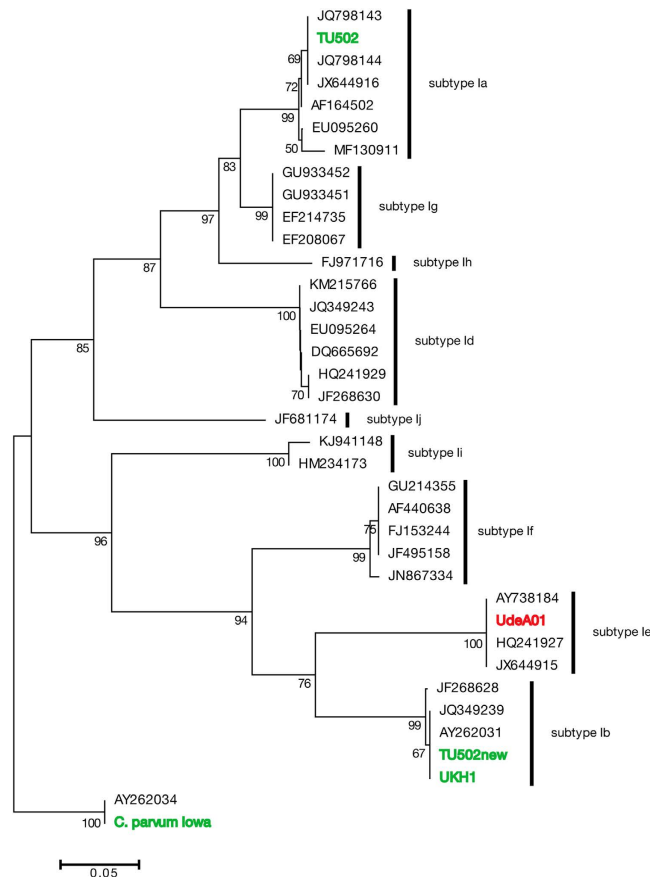 JQ798143
TU502
69
JQ798144
72
JX644916
subtype Ia
AF164502
99
EU095260
50
MF130911
83
GU933452
GU933451
subtype Ig
99
EF214735
97
EF208067
FJ971716
subtype Ih
87
KM215766
100
JQ349243
EU095264
subtype Id
85
DQ665692
HQ241929
70
JF268630
JF681174
subtype Ij
KJ941148
subtype Ii
100
HM234173
GU214355
AF440638
75
FJ153244
subtype If
96
JF495158
99
JN867334
AY738184
94
UdeA01
subtype Ie
100
HQ241927
JX644915
76
JF268628
99
JQ349239
AY262031
subtype Ib
67
TU502new
UKH1
AY262034
100
C. parvum Iowa
0.05